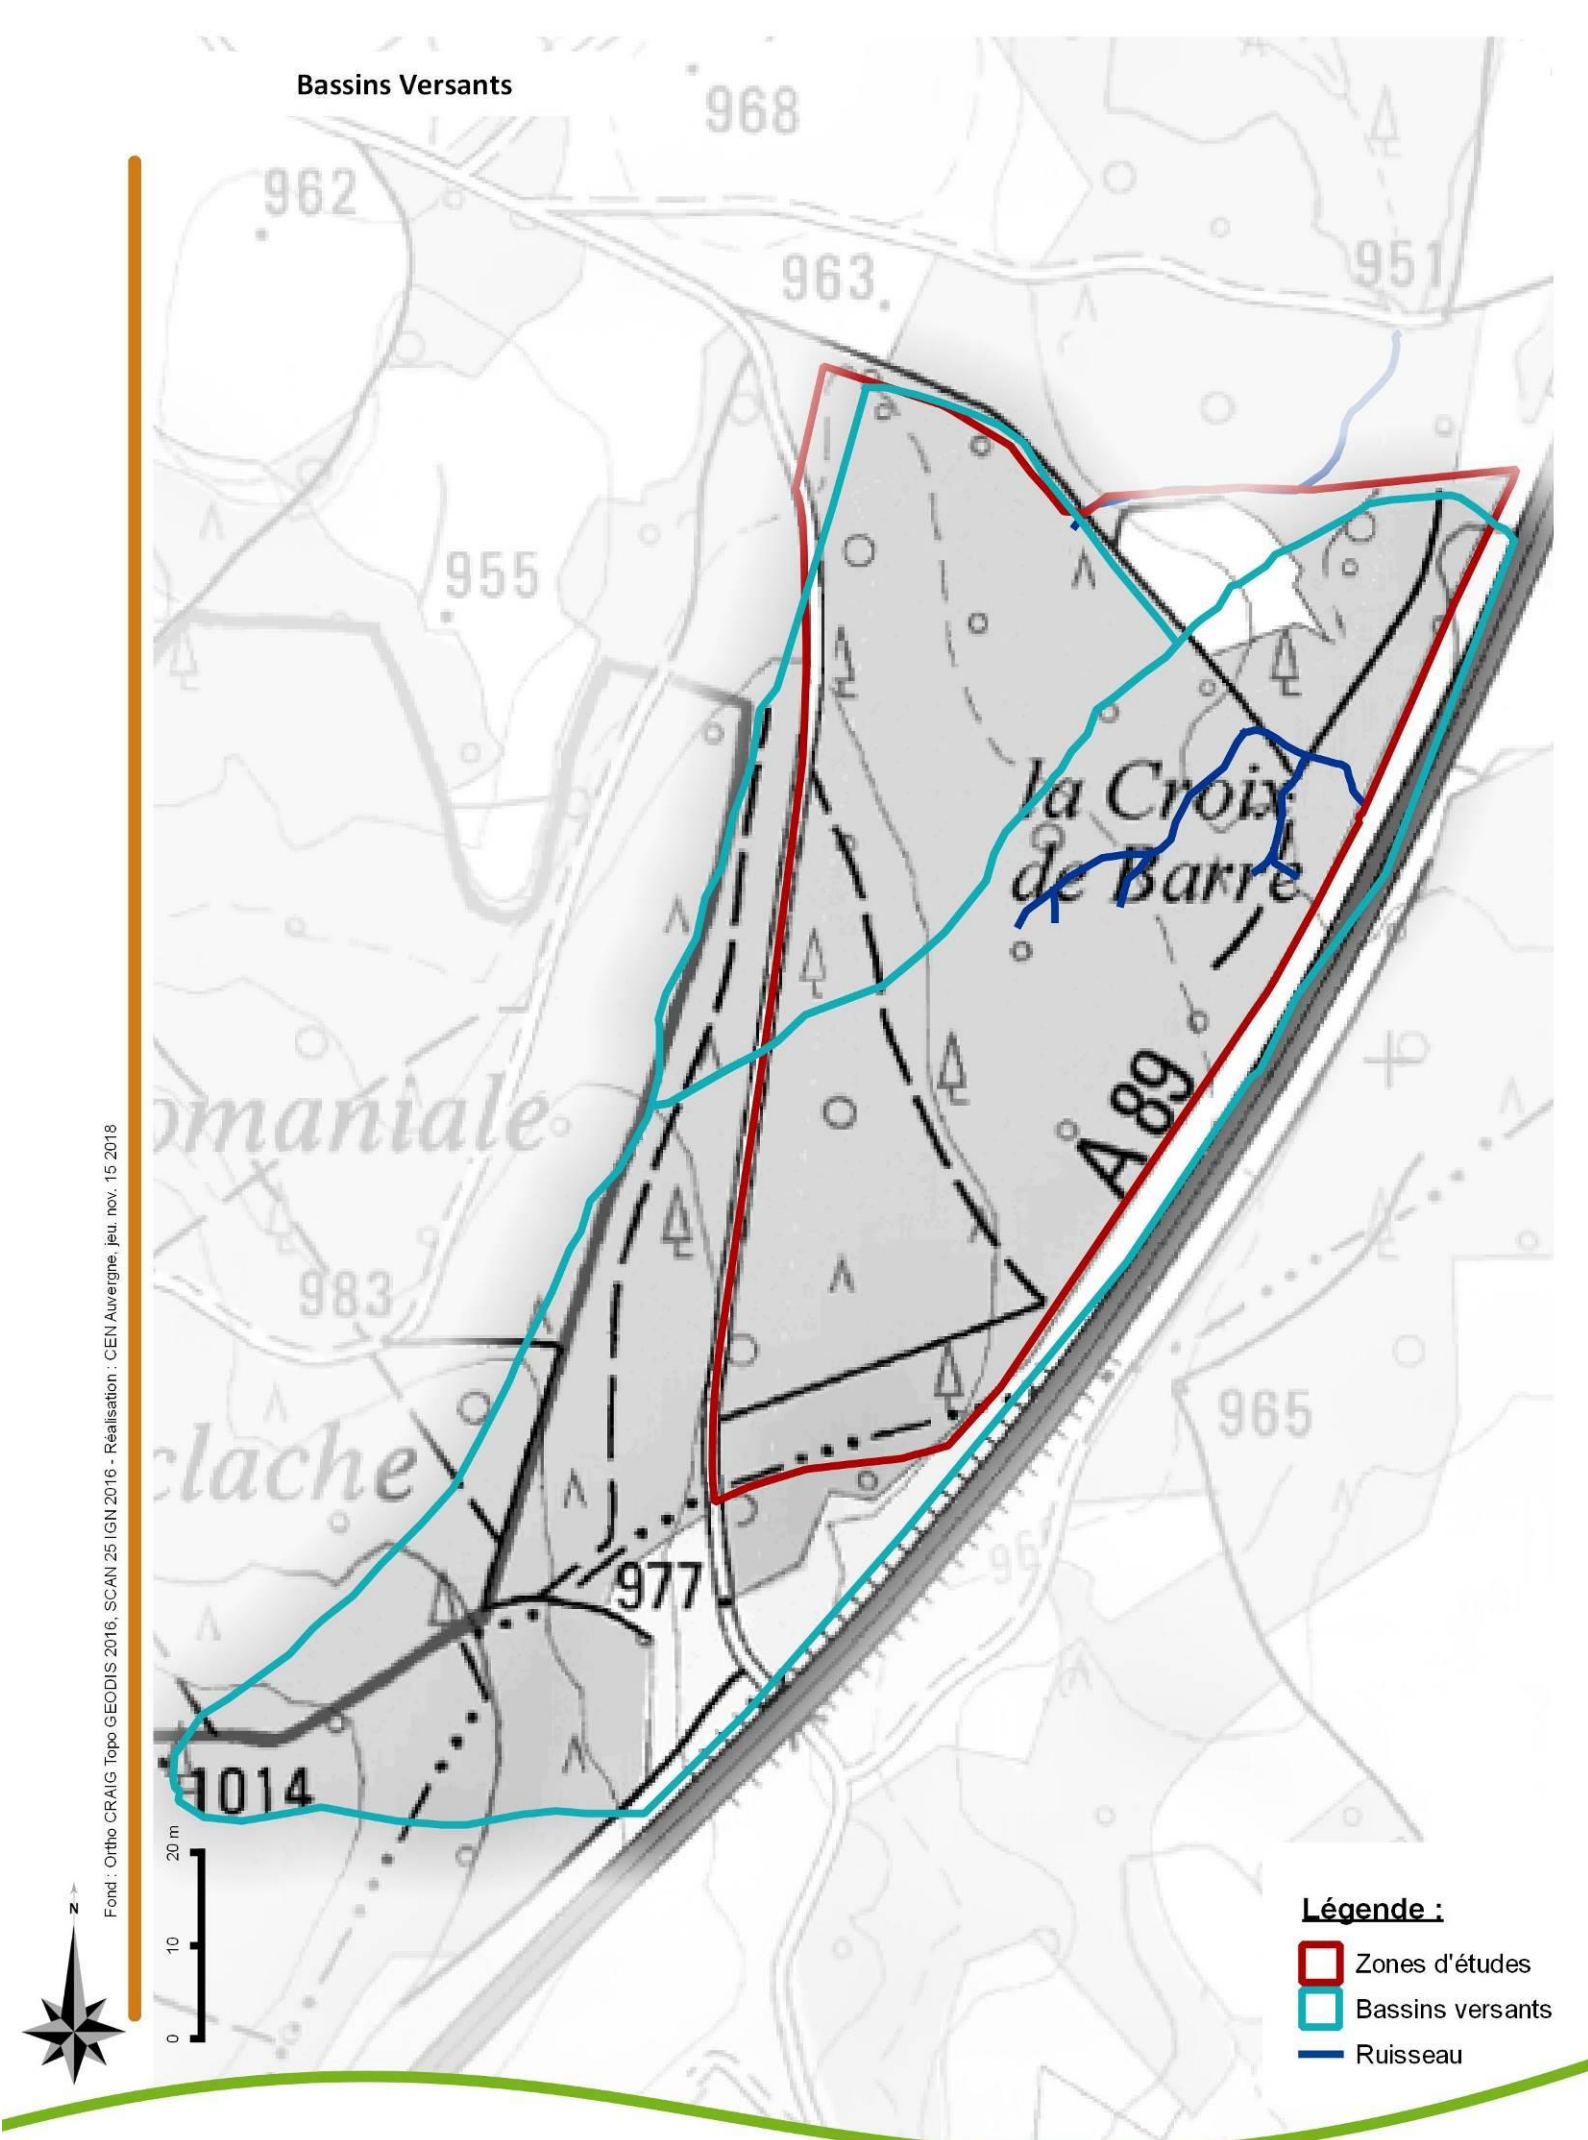 Bassins Versants
968
962
963
951
955
la Croix
de Barre
omaniale
A 89
983
965
clache
96
977
1014
Fond : Ortho CRAIG Topo GEODIS 2016, SCAN 25 IGN 2016 - Réalisation : CEN Auvergne, jeu. nov. 15 2018
20 m
10
0
N
Légende :
Zones d'études
Bassins versants
Ruisseau